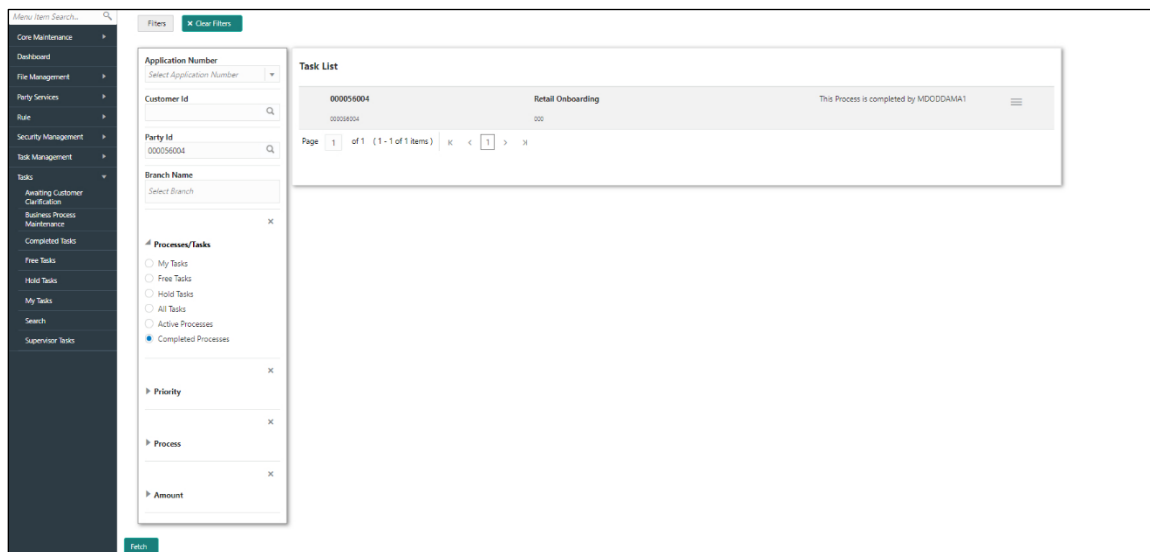 Menu Item Search...
Core Maintenance
Dashboard
File Management
Party Services
Rule
Security Management
Task Management
Tasks
Awaiting Customer
Clarification
Business Process
Maintenance
Completed Tasks
Free Tasks
Hold Tasks
My Tasks
Search
Supervisor Tasks
Filters
× Clear Filters
Application Number
Select Application Number
Customer Id
Party Id
000056004
Branch Name
Select Branch
Processes/Tasks
My Tasks
Free Tasks
Hold Tasks
All Tasks
Active Processes
Completed Processes
Priority
Process
Amount
Fetch
Task List
000056004 Retail Onboarding This Process is completed by MDODDAMA1
000056004 000
Page 1 of 1 (1 - 1 of 1 items) 1